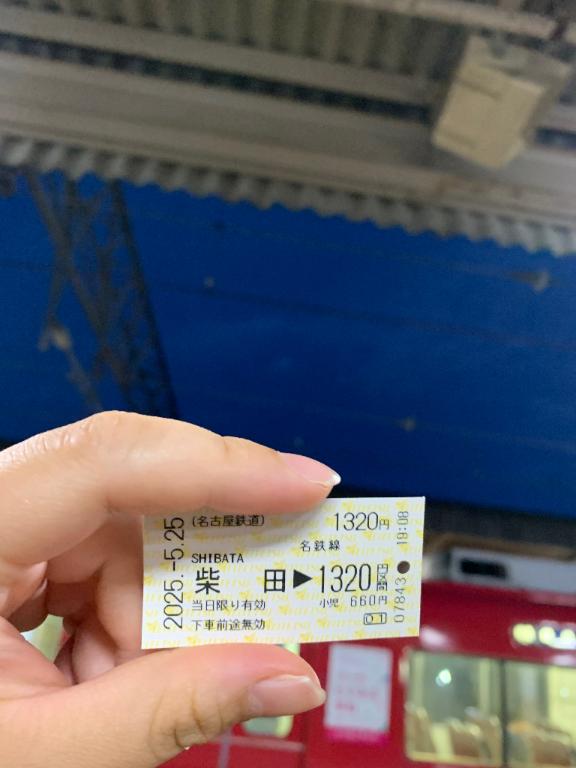 2025.-5.25
(名古屋鉄道) 1320円
名鉄線
SHIBATA
柴 田▶1320円区間
当日限り有効 小児 660円
下車前途無効 01
07843 19:08